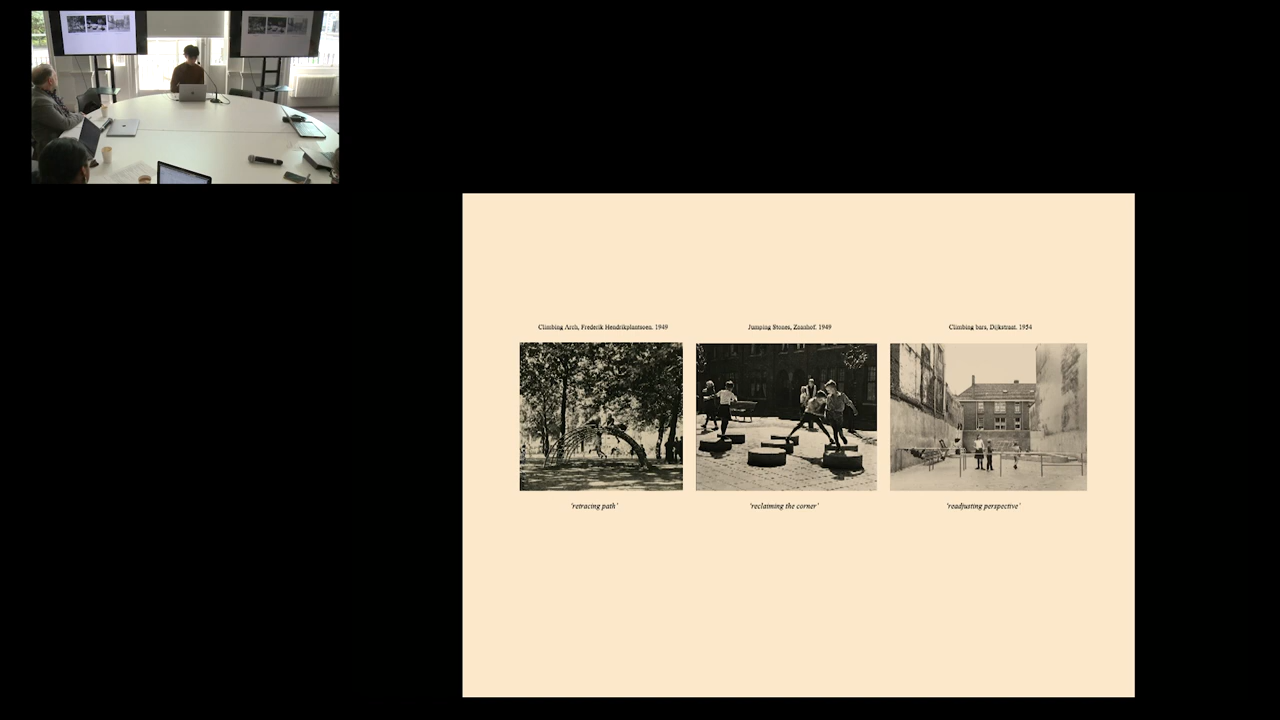 Climbing Arch, Frederik Hendrikplantsoen. 1949
Jumping Stones, Zaanhof. 1949
Climbing bars, Dijkstraat. 1954
'retracing path'
'reclaiming the corner'
'readjusting perspective'